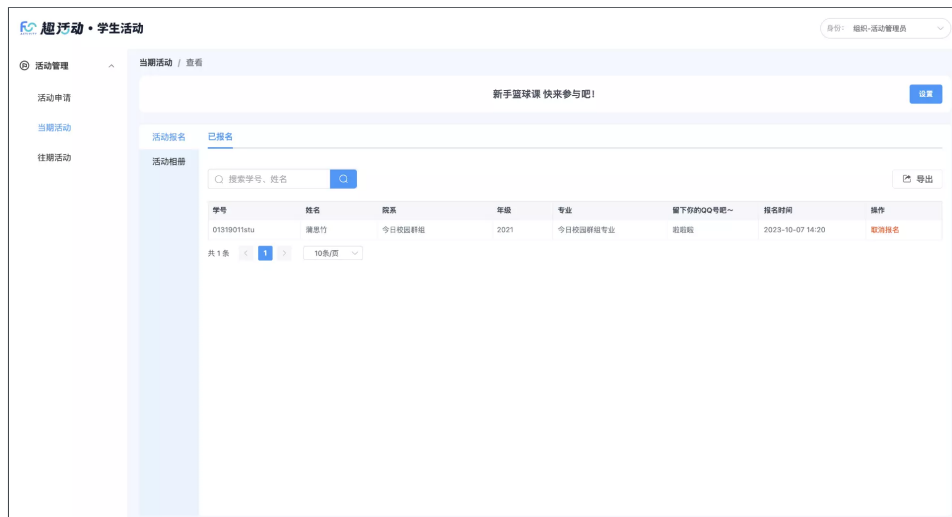 趣活动·学生活动
身份： 组织-活动管理员
活动管理
活动申请
当期活动
往期活动
当期活动 / 查看
新手篮球课 快来参与吧！
设置
活动报名
活动相册
已报名
搜索学号、姓名
导出
学号 姓名 院系 年级 专业 留下你的QQ号吧～ 报名时间 操作
01319011stu 蒲思竹 今日校园群组 2021 今日校园群组专业 啦啦啦 2023-10-07 14:20 取消报名
共 1 条 1 10条/页